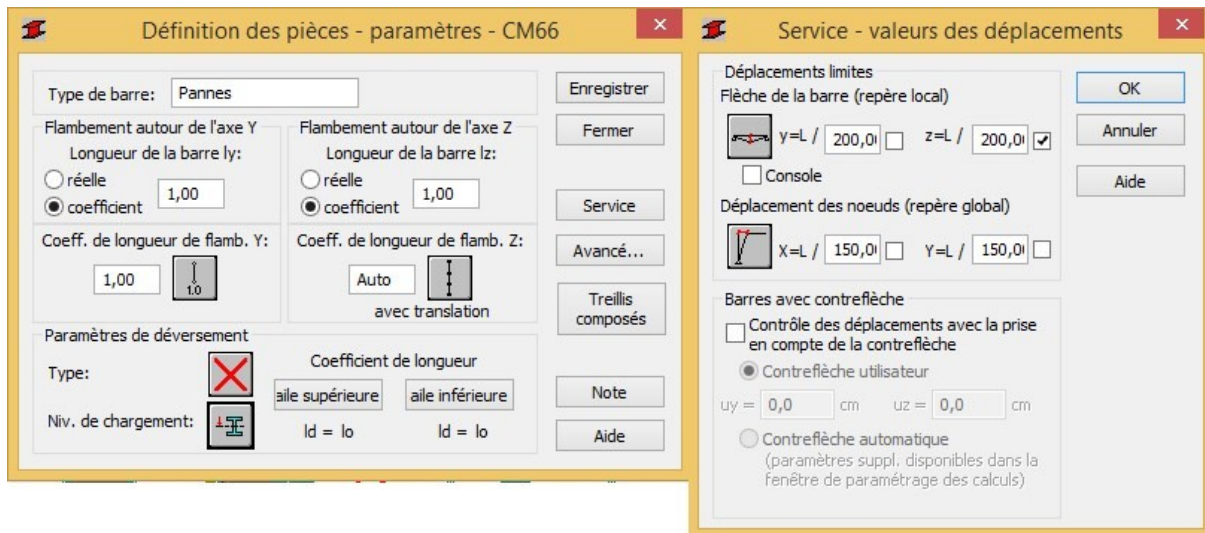 Définition des pièces - paramètres - CM66
Type de barre: Pannes
Enregistrer
Flambement autour de l'axe Y
Flambement autour de l'axe Z
Fermer
Longueur de la barre ly:
Longueur de la barre lz:
réelle
coefficient
1,00
réelle
coefficient
1,00
Service
Coeff. de longueur de flamb. Y:
Coeff. de longueur de flamb. Z:
Avancé...
1,00
1.0
Auto
avec translation
Treillis
composés
Paramètres de déversement
Type:
Coefficient de longueur
aile supérieure
aile inférieure
Note
Niv. de chargement:
ld = lo
ld = lo
Aide
Service - valeurs des déplacements
Déplacements limites
Flèche de la barre (repère local)
OK
y=L / 200,0
z=L / 200,0
Annuler
Console
Aide
Déplacement des noeuds (repère global)
X=L / 150,0
Y=L / 150,0
Barres avec contreflèche
Contrôle des déplacements avec la prise
en compte de la contreflèche
Contreflèche utilisateur
uy = 0,0 cm uz = 0,0 cm
Contreflèche automatique
(paramètres suppl. disponibles dans la
fenêtre de paramétrage des calculs)